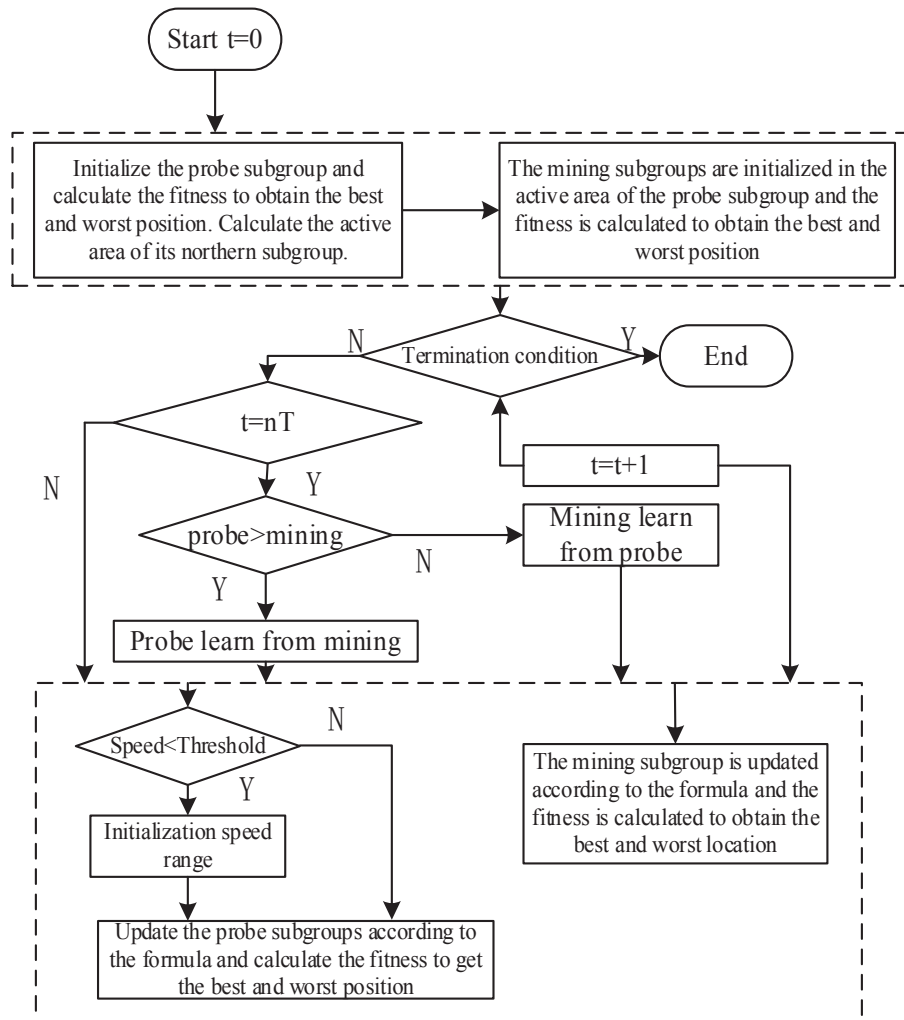 Start t=0
Initialize the probe subgroup and
calculate the fitness to obtain the best
and worst position. Calculate the active
area of its northern subgroup.
The mining subgroups are initialized in the
active area of the probe subgroup and the
fitness is calculated to obtain the best and
worst position
Termination condition
N
Y
End
t=nT
t=t+1
N
Y
probe>mining
Mining learn
from probe
N
Y
Probe learn from mining
Speed<Threshold
N
Y
The mining subgroup is updated
according to the formula and the
fitness is calculated to obtain the
best and worst location
Initialization speed
range
Update the probe subgroups according to
the formula and calculate the fitness to get
the best and worst position